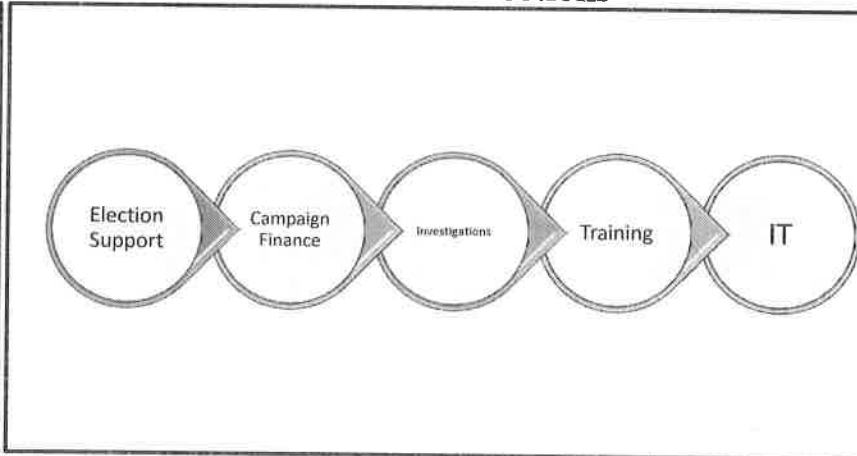 Election
Support
Campaign
Finance
Investigations
Training
IT